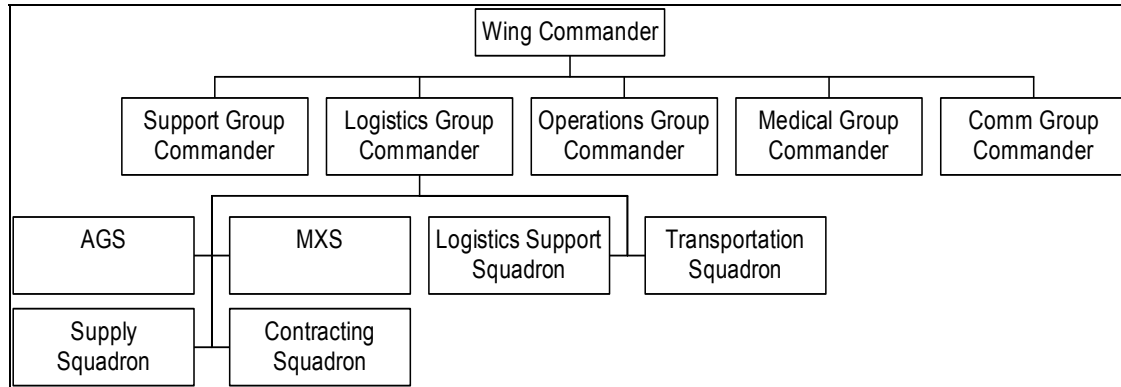 Wing Commander
Support Group
Commander
Logistics Group
Commander
Operations Group
Commander
Medical Group
Commander
Comm Group
Commander
AGS
MXS
Logistics Support
Squadron
Transportation
Squadron
Supply
Squadron
Contracting
Squadron